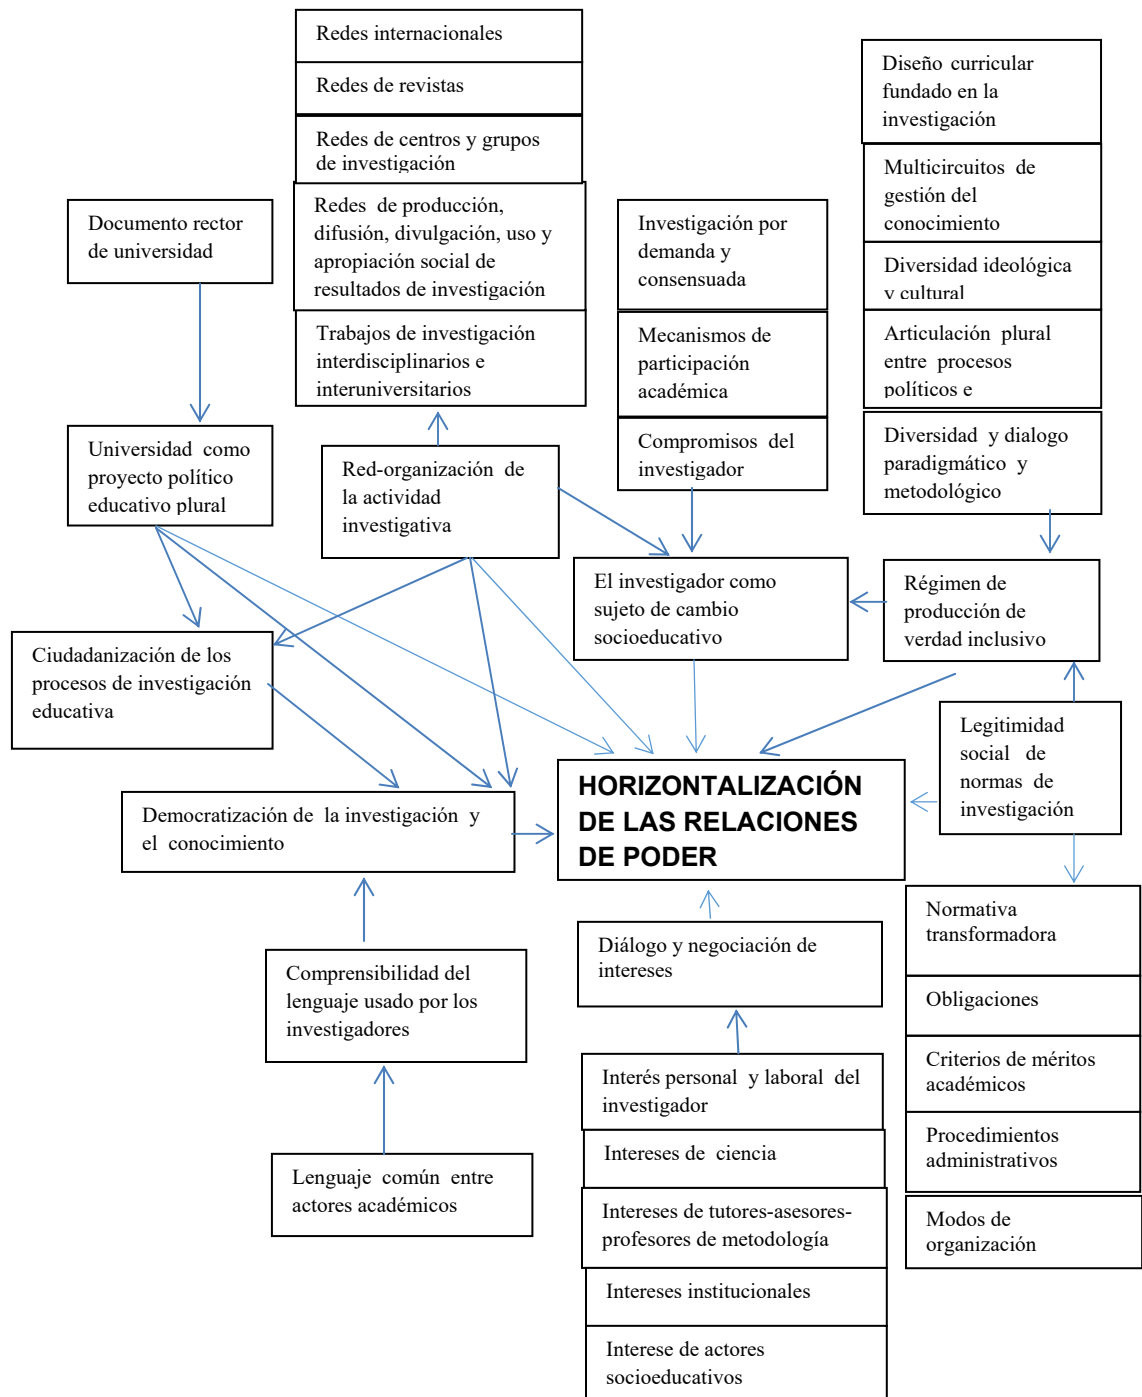 Redes internacionales
Redes de revistas
Redes de centros y grupos
de investigación
Redes de producción,
difusión, divulgación, uso y
apropiación social de
resultados de investigación
Trabajos de investigación
interdisciplinarios e
interuniversitarios
Diseño curricular
fundado en la
investigación
Multicircuitos de
gestión del
conocimiento
Diversidad ideológica
y cultural
Articulación plural
entre procesos
políticos e
Diversidad y dialogo
paradigmático y
metodológico
Documento rector
de universidad
Investigación por
demanda y
consensuada
Mecanismos de
participación
académica
Compromisos del
investigador
Universidad como
proyecto político
educativo plural
Red-organización de
la actividad
investigativa
El investigador como
sujeto de cambio
socioeducativo
Régimen de
producción de
verdad inclusivo
Ciudadanización de los
procesos de investigación
educativa
Legitimidad
social de
normas de
investigación
Democratización de la investigación y
el conocimiento
HORIZONTALIZACIÓN
DE LAS RELACIONES
DE PODER
Comprensibilidad del
lenguaje usado por los
investigadores
Lenguaje común entre
actores académicos
Diálogo y negociación de
intereses
Interés personal y laboral del
investigador
Intereses de ciencia
Intereses de tutores-asesores-
profesores de metodología
Intereses institucionales
Interese de actores
socioeducativos
Normativa
transformadora
Obligaciones
Criterios de méritos
académicos
Procedimientos
administrativos
Modos de
organización